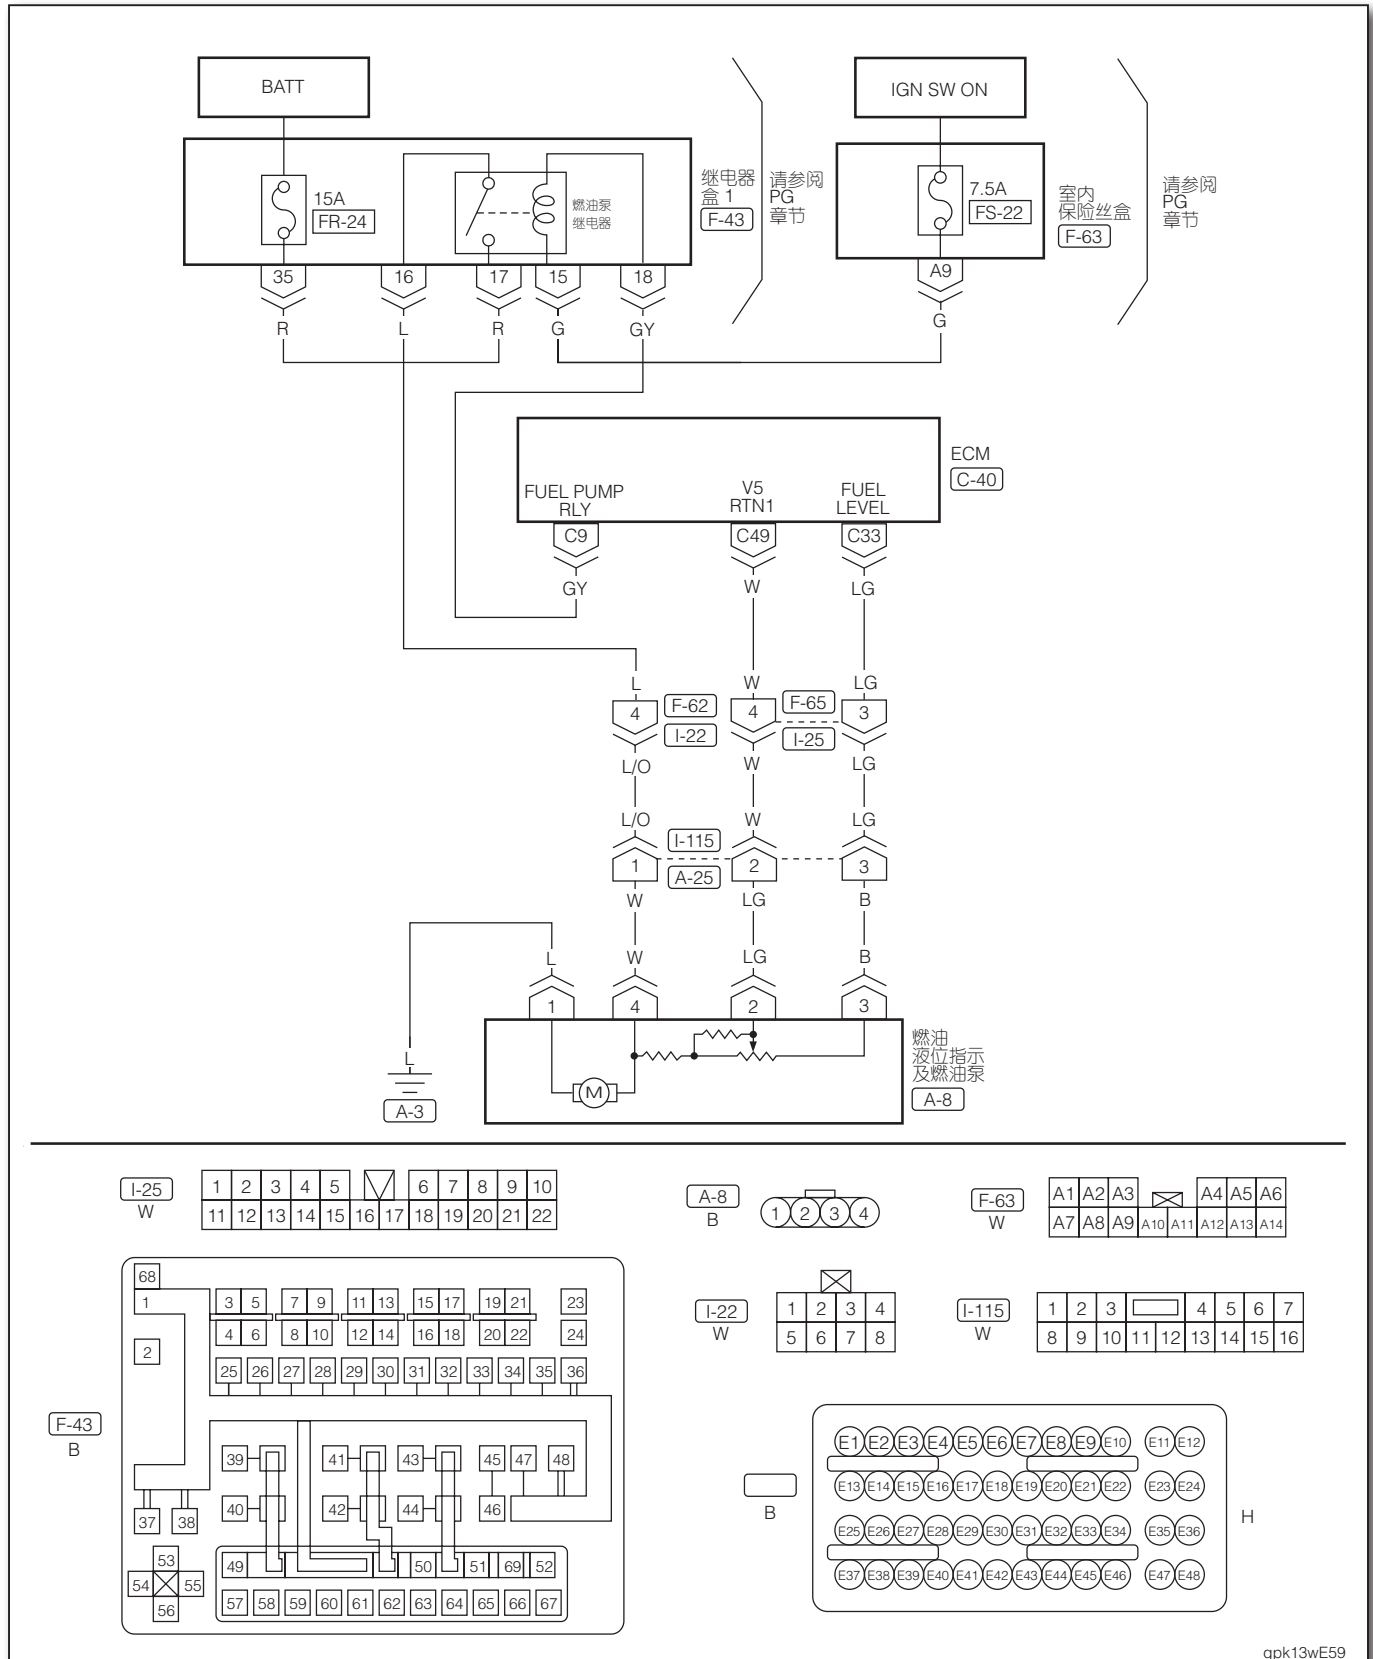 BATT
IGN SW ON
15A
FR-24
燃油泵
继电器
继电器
盒 1
F-43
请参阅
PG
章节
7.5A
FS-22
室内
保险丝盒
F-63
请参阅
PG
章节
35 16 17 15 18 A9
R L R G GY G
ECM
C-40
FUEL PUMP
RLY
V5
RTN1
FUEL
LEVEL
C9 C49 C33
GY W LG
L W LG
4 F-62 4 F-65 3
I-22 I-25
L/O W LG
L/O W LG
I-115
1 2 3
A-25
W LG B
L W LG B
1 4 2 3
M
燃油
液位指示
及燃油泵
A-8
L
A-3
I-25
W
1 2 3 4 5 6 7 8 9 10
11 12 13 14 15 16 17 18 19 20 21 22
A-8
B
1 2 3 4
F-63
W
A1 A2 A3 A4 A5 A6
A7 A8 A9 A10 A11 A12 A13 A14
F-43
B
68
1
2
3 5 7 9 11 13 15 17 19 21 23
4 6 8 10 12 14 16 18 20 22 24
25 26 27 28 29 30 31 32 33 34 35 36
39 41 43 45 47 48
40 42 44 46
37 38
53
54 55
56
49 50 51 69 52
57 58 59 60 61 62 63 64 65 66 67
I-22
W
1 2 3 4
5 6 7 8
I-115
W
1 2 3 4 5 6 7
8 9 10 11 12 13 14 15 16
B
E1 E2 E3 E4 E5 E6 E7 E8 E9 E10 E11 E12
E13 E14 E15 E16 E17 E18 E19 E20 E21 E22 E23 E24
E25 E26 E27 E28 E29 E30 E31 E32 E33 E34 E35 E36
E37 E38 E39 E40 E41 E42 E43 E44 E45 E46 E47 E48
H
gpk13wE59